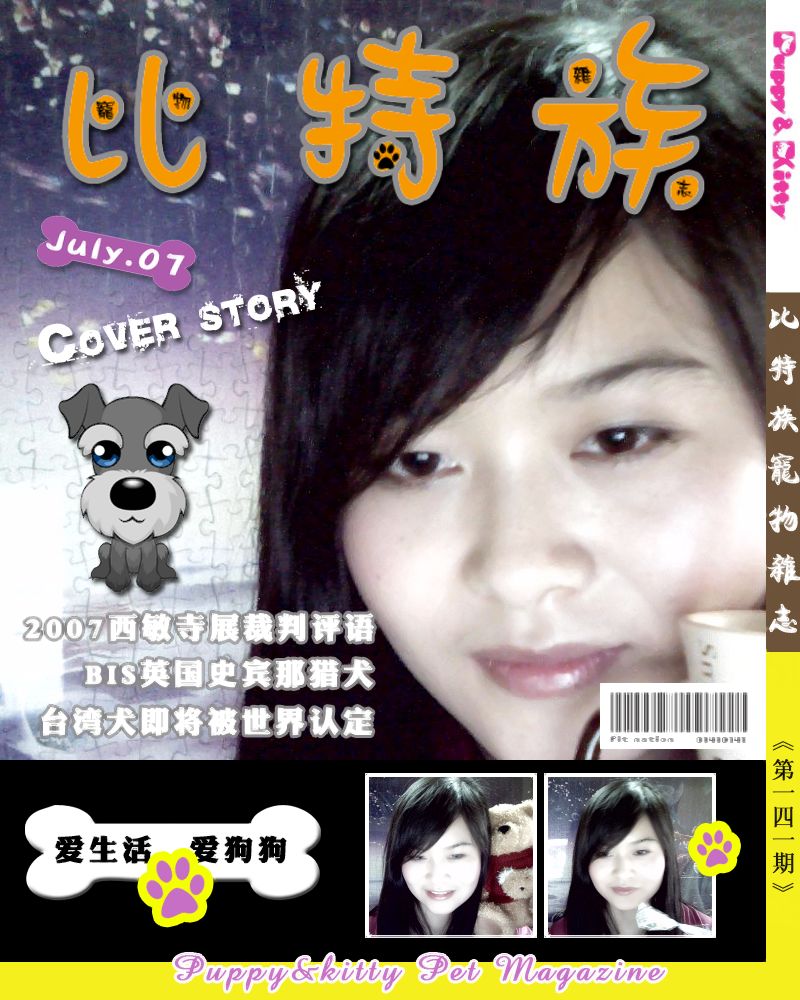 比特族
寵物雜志
July.07
COVER STORY
2007西敏寺展裁判评语
BIS英国史宾那猎犬
台湾犬即将被世界认定
Pit nation 01410141
爱生活 爱狗狗
Puppy&kitty Pet Magazine
Puppy & Kitty
比特族寵物雜志
《第一四一期》